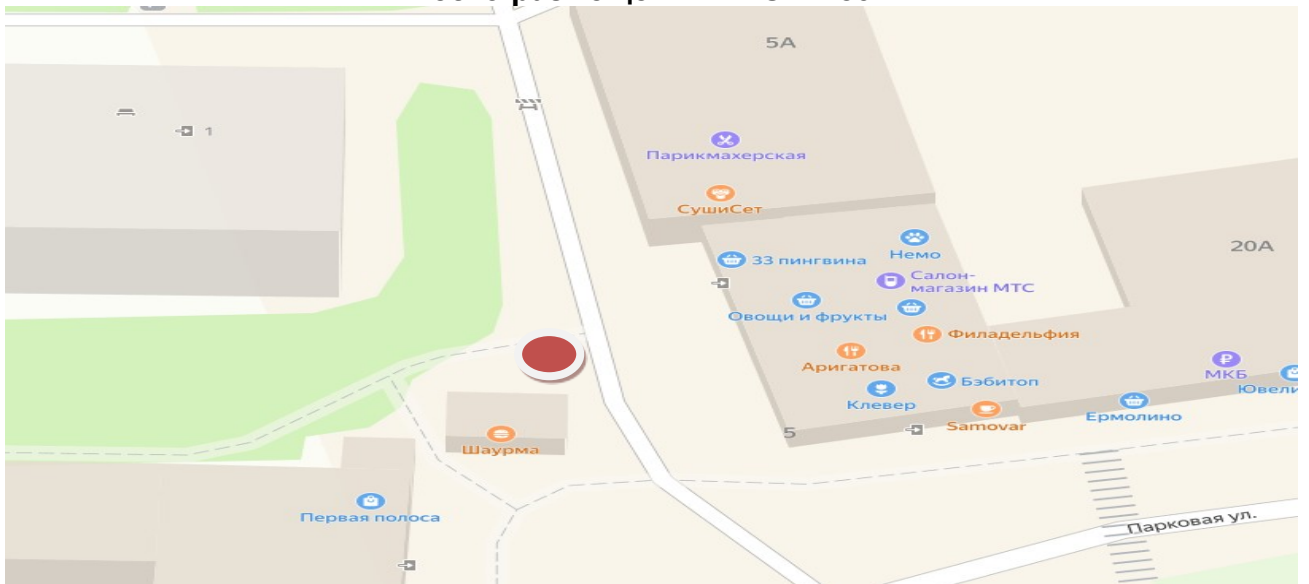 5А
1
Парикмахерская
СушиСет
20А
Немо
33 пингвина
Салон-
магазин МТС
Овощи и фрукты
Филадельфия
Аригатова
МКБ
Бэбитоп
Клевер
Ермолино
Samovar
5
Шаурма
Первая полоса
Парковая ул.